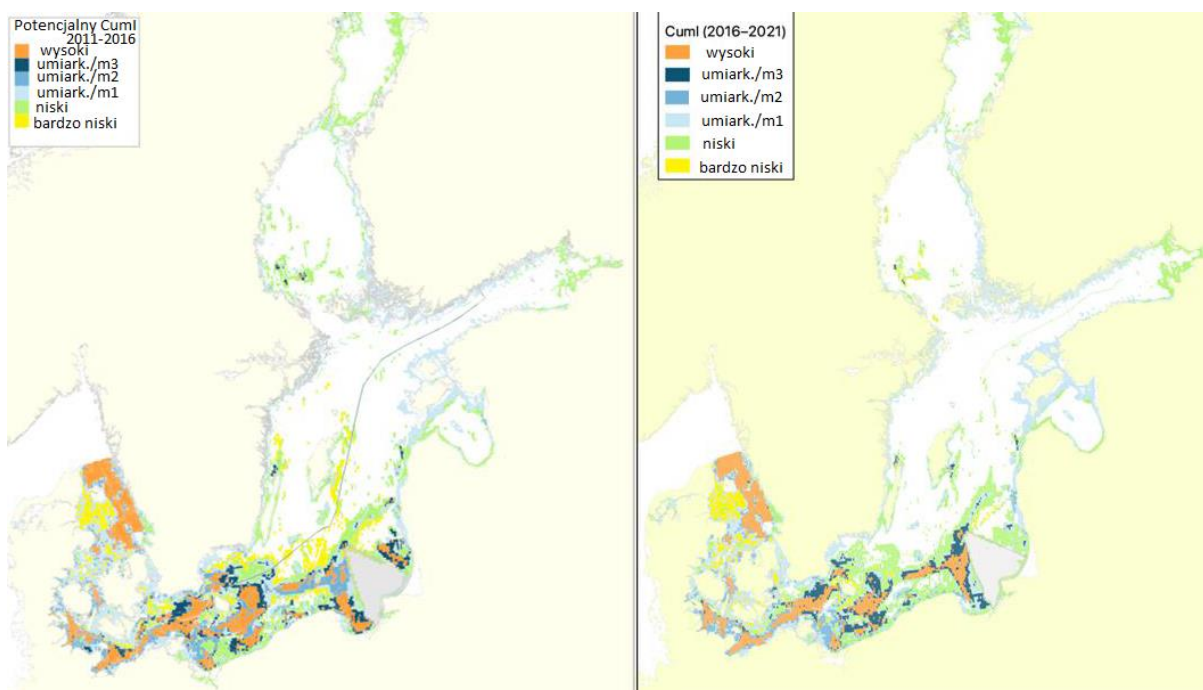 Potencjalny CumI
2011-2016
wysoki
umiark./m3
umiark./m2
umiark./m1
niski
bardzo niski
CumI (2016–2021)
wysoki
umiark./m3
umiark./m2
umiark./m1
niski
bardzo niski